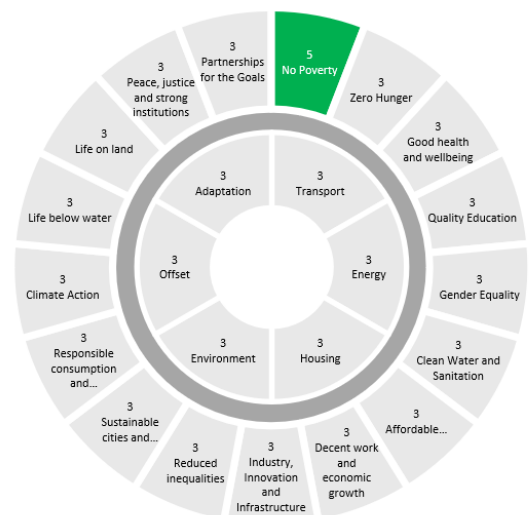 5
No Poverty
3
Zero Hunger
3
Good health
and wellbeing
3
Quality Education
3
Gender Equality
3
Clean Water and
Sanitation
3
Affordable...
3
Decent work
and
economic
growth
3
Industry,
Innovation
and
Infrastructure
3
Reduced
inequalities
3
Sustainable
cities and...
3
Responsible
consumption
and...
3
Climate Action
3
Life below water
3
Life on land
3
Peace, justice
and strong
institutions
3
Partnerships
for the Goals
3
Transport
3
Energy
3
Housing
3
Environment
3
Offset
3
Adaptation